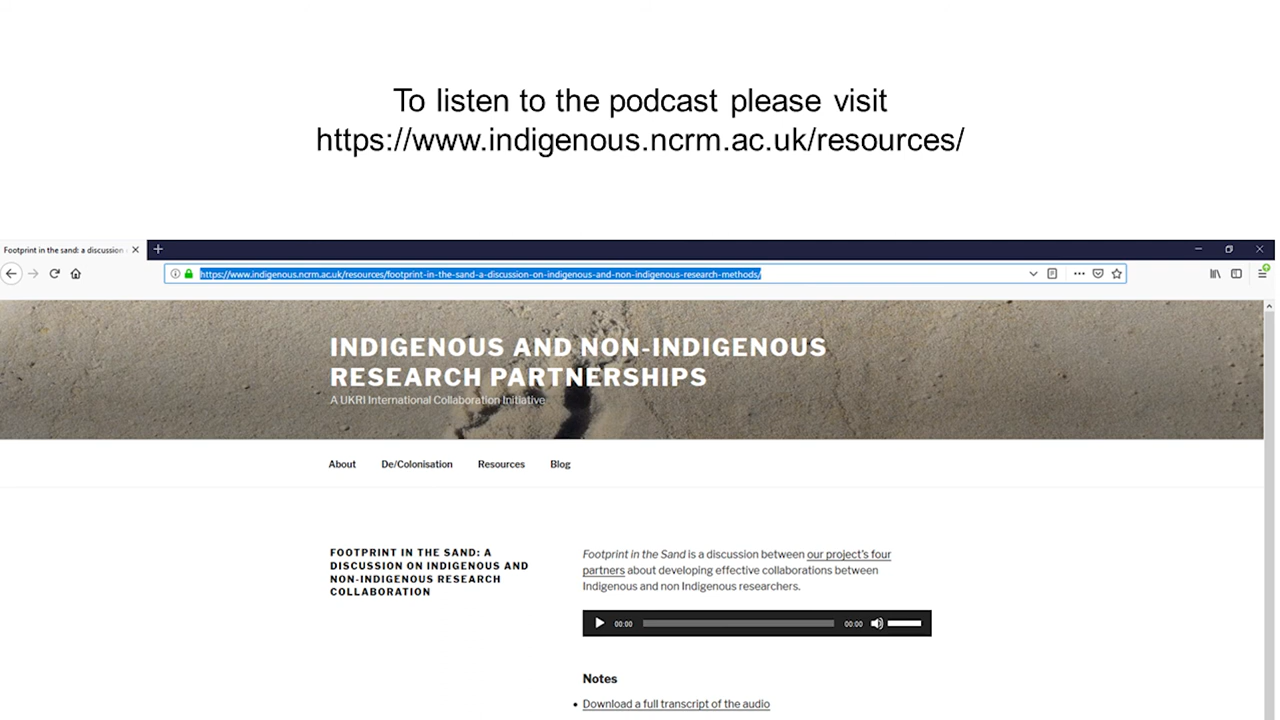 To listen to the podcast please visit
https://www.indigenous.ncrm.ac.uk/resources/
Footprint in the sand: a discussion
https://www.indigenous.ncrm.ac.uk/resources/footprint-in-the-sand-a-discussion-on-indigenous-and-non-indigenous-research-methods/
INDIGENOUS AND NON-INDIGENOUS
RESEARCH PARTNERSHIPS
A UKRI International Collaboration Initiative
About De/Colonisation Resources Blog
FOOTPRINT IN THE SAND: A
DISCUSSION ON INDIGENOUS AND
NON-INDIGENOUS RESEARCH
COLLABORATION
Footprint in the Sand is a discussion between our project's four
partners about developing effective collaborations between
Indigenous and non Indigenous researchers.
00:00 00:00
Notes
• Download a full transcript of the audio